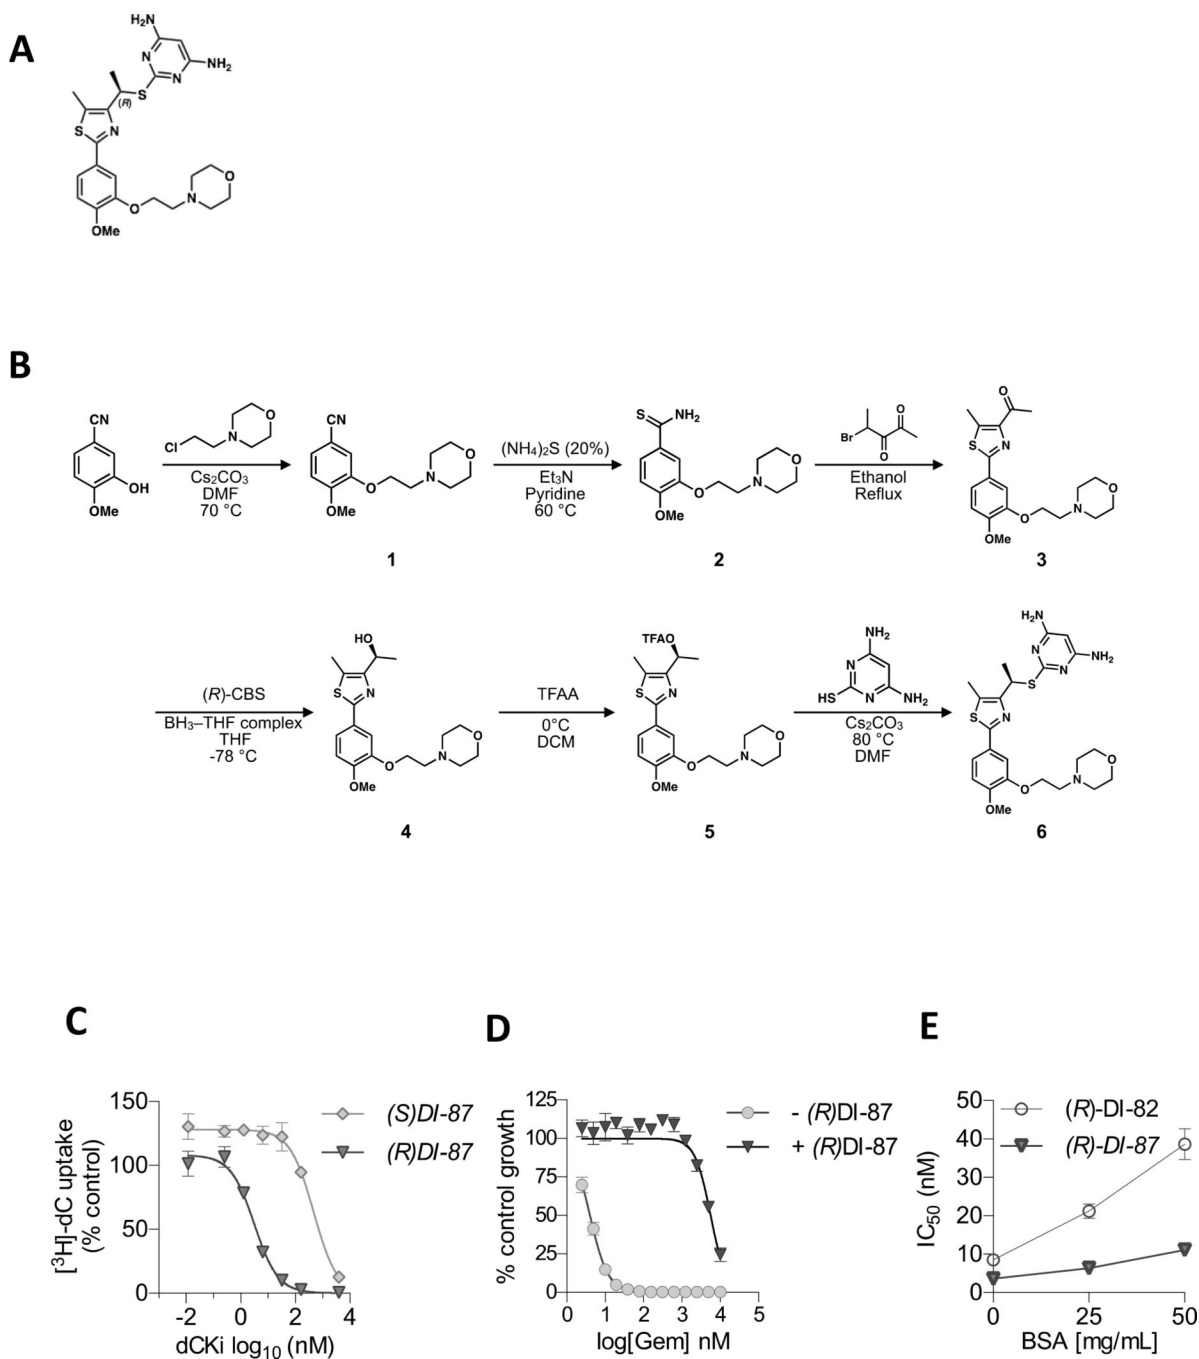 A
H₂N
N
NH₂
N
S
(R)
S
N
O
N
O
OMe
B
CN
OH
OMe
Cl
N
O
Cs₂CO₃
DMF
70 °C
CN
O
N
O
OMe
1
(NH₄)₂S (20%)
Et₃N
Pyridine
60 °C
S
NH₂
O
N
O
OMe
2
O
Br
O
Ethanol
Reflux
O
S
N
O
N
O
OMe
3
(R)-CBS
BH₃–THF complex
THF
-78 °C
HO
S
N
O
N
O
OMe
4
TFAA
0°C
DCM
TFAO
S
N
O
N
O
OMe
5
NH₂
N
HS
N
NH₂
Cs₂CO₃
80 °C
DMF
H₂N
N
NH₂
N
S
S
N
O
N
O
OMe
6
C
[³H]-dC uptake
(% control)
150
100
50
0
-2
0
2
4
dCKi log₁₀ (nM)
(S)DI-87
(R)DI-87
D
% control growth
125
100
75
50
25
0
0
1
2
3
4
5
log[Gem] nM
- (R)DI-87
+ (R)DI-87
E
IC₅₀ (nM)
50
40
30
20
10
0
0
25
50
BSA [mg/mL]
(R)-DI-82
(R)-DI-87